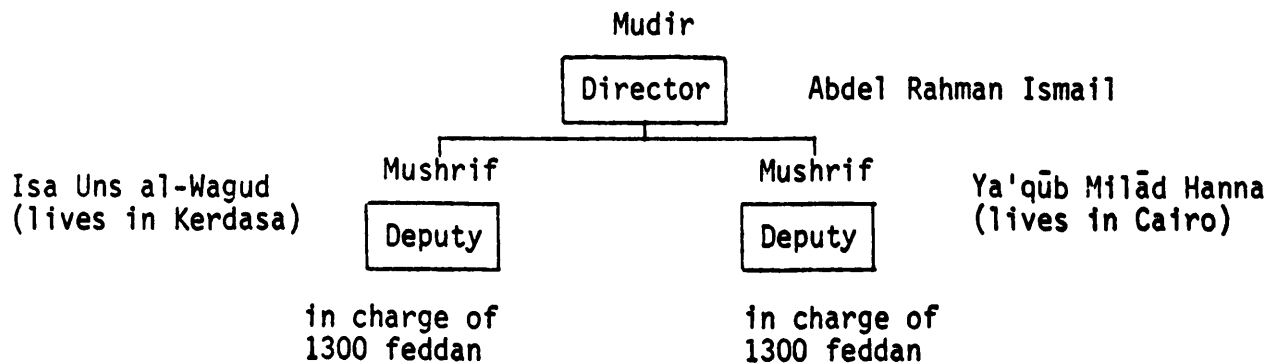 Mudir
Director
Abdel Rahman Ismail
Isa Uns al-Wagud
(lives in Kerdasa)
Mushrif
Deputy
in charge of
1300 feddan
Mushrif
Deputy
in charge of
1300 feddan
Ya'qūb Milād Hanna
(lives in Cairo)